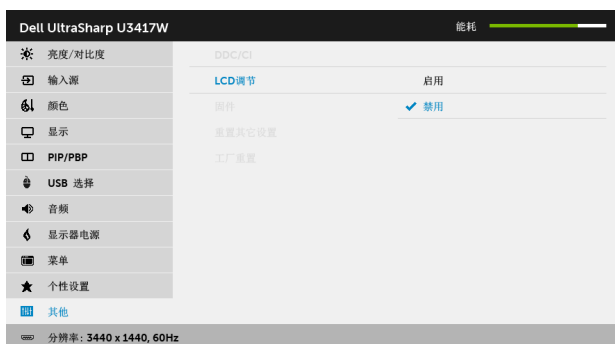 Dell UltraSharp U3417W 能耗
亮度/对比度 DDC/CI
输入源 LCD调节 启用
颜色 固件 禁用
显示 重置其它设置
PIP/PBP 工厂重置
USB 选择
音频
显示器电源
菜单
个性设置
其他
分辨率: 3440 x 1440, 60Hz